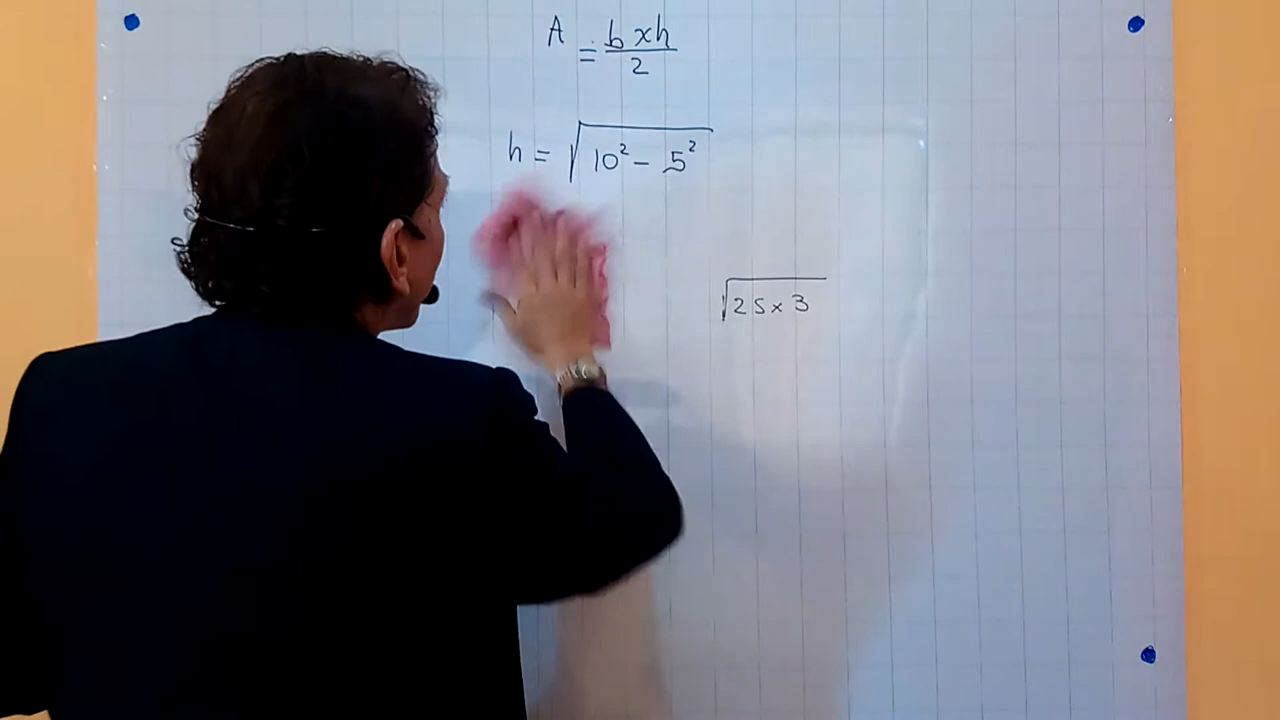 A = b x h / 2
h = √(10² - 5²)
√(25 x 3)